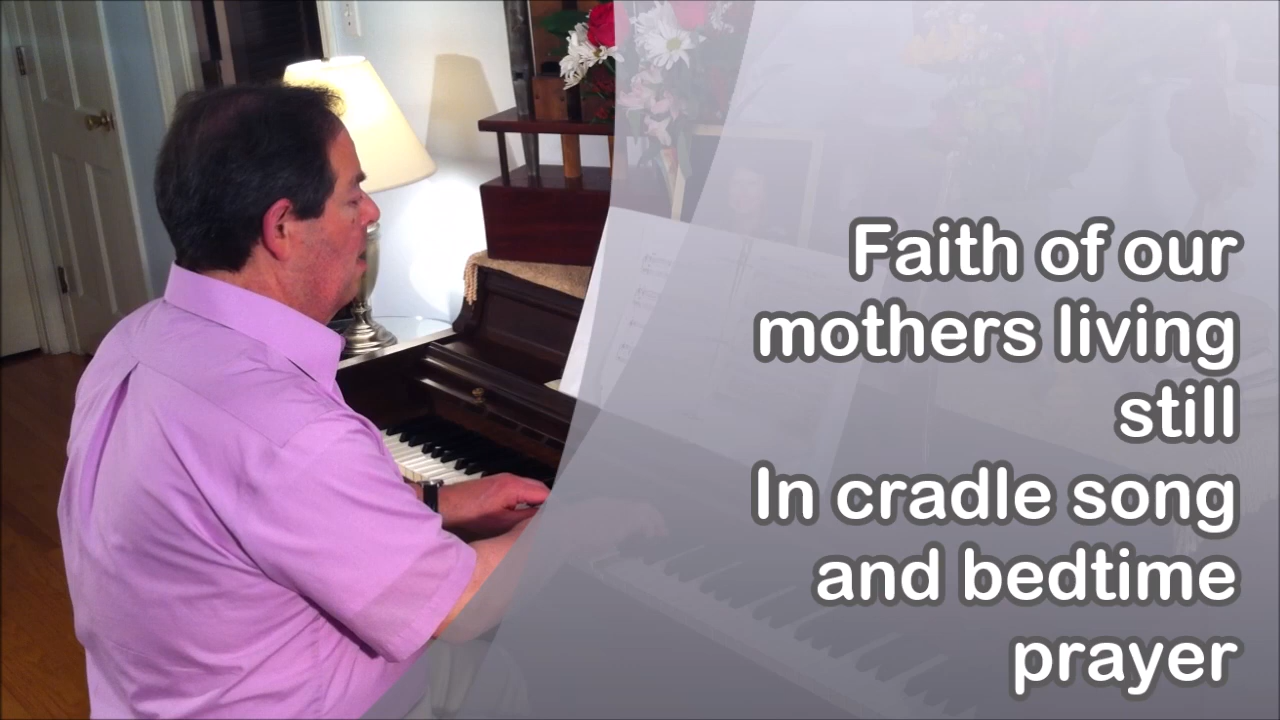 Faith of our
mothers living
still
In cradle song
and bedtime
prayer